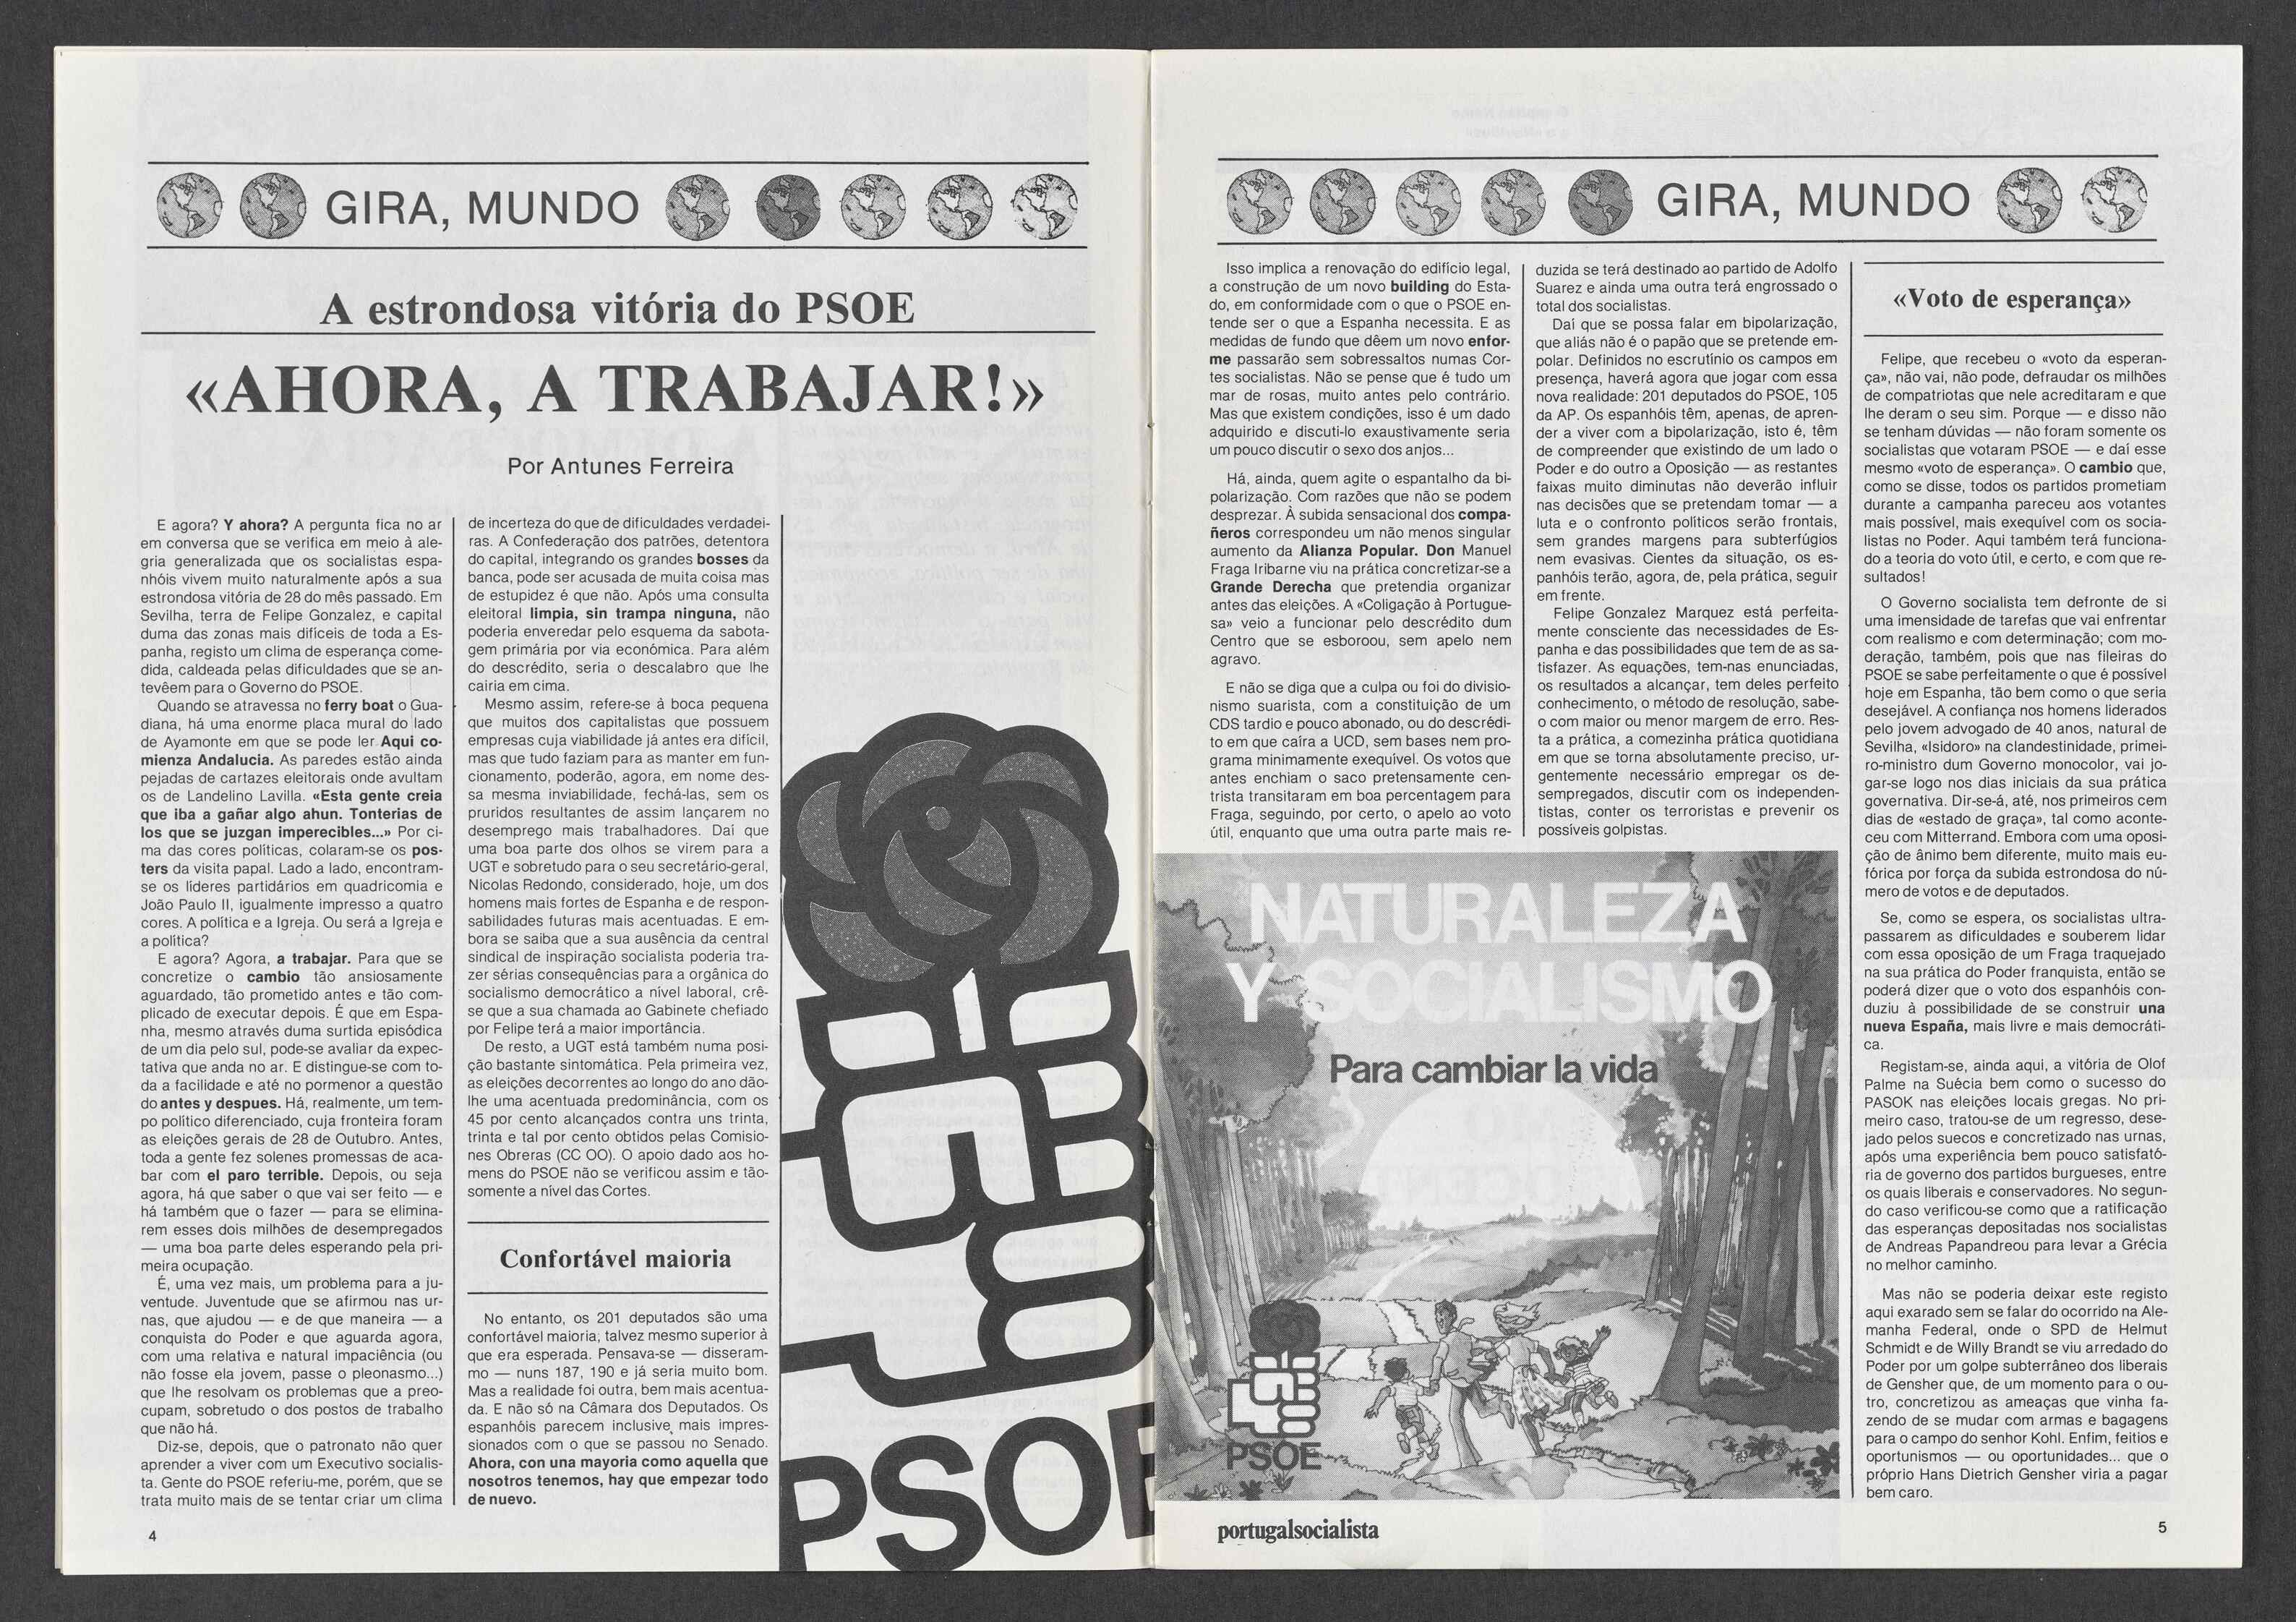 GIRA, MUNDO
A estrondosa vitória do PSOE
«AHORA, A TRABAJAR!»
Por Antunes Ferreira
E agora? Y ahora? A pergunta fica no ar
em conversa que se verifica em meio à ale-
gria generalizada que os socialistas espa-
nhóis vivem muito naturalmente após a sua
estrondosa vitória de 28 do mês passado. Em
Sevilha, terra de Felipe Gonzalez, e capital
duma das zonas mais difíceis de toda a Es-
panha, registo um clima de esperança come-
dida, caldeada pelas dificuldades que se an-
tevêem para o Governo do PSOE.
Quando se atravessa no ferry boat o Gua-
diana, há uma enorme placa mural do lado
de Ayamonte em que se pode ler Aqui co-
mienza Andalucia. As paredes estão ainda
pejadas de cartazes eleitorais onde avultam
os de Landelino Lavilla. «Esta gente creia
que iba a gañar algo ahun. Tonterias de
los que se juzgan imperecibles...» Por ci-
ma das cores políticas, colaram-se os pos-
ters da visita papal. Lado a lado, encontram-
se os líderes partidários em quadricomia e
João Paulo II, igualmente impresso a quatro
cores. A política e a Igreja. Ou será a Igreja e
a política?
E agora? Agora, a trabajar. Para que se
concretize o cambio tão ansiosamente
aguardado, tão prometido antes e tão com-
plicado de executar depois. É que em Espa-
nha, mesmo através duma surtida episódica
de um dia pelo sul, pode-se avaliar da expec-
tativa que anda no ar. E distingue-se com to-
da a facilidade e até no pormenor a questão
do antes y despues. Há, realmente, um tem-
po político diferenciado, cuja fronteira foram
as eleições gerais de 28 de Outubro. Antes,
toda a gente fez solenes promessas de aca-
bar com el paro terrible. Depois, ou seja
agora, há que saber o que vai ser feito — e
há também que o fazer — para se elimina-
rem esses dois milhões de desempregados
— uma boa parte deles esperando pela pri-
meira ocupação.
É, uma vez mais, um problema para a ju-
ventude. Juventude que se afirmou nas ur-
nas, que ajudou — e de que maneira — a
conquista do Poder e que aguarda agora,
com uma relativa e natural impaciência (ou
não fosse ela jovem, passe o pleonasmo...)
que lhe resolvam os problemas que a preo-
cupam, sobretudo o dos postos de trabalho
que não há.
Diz-se, depois, que o patronato não quer
aprender a viver com um Executivo socialis-
ta. Gente do PSOE referiu-me, porém, que se
trata muito mais de se tentar criar um clima
de incerteza do que de dificuldades verdadei-
ras. A Confederação dos patrões, detentora
do capital, integrando os grandes bosses da
banca, pode ser acusada de muita coisa mas
de estupidez é que não. Após uma consulta
eleitoral limpia, sin trampa ninguna, não
poderia enveredar pelo esquema da sabota-
gem primária por via económica. Para além
do descrédito, seria o descalabro que lhe
cairia em cima.
Mesmo assim, refere-se à boca pequena
que muitos dos capitalistas que possuem
empresas cuja viabilidade já antes era difícil,
mas que tudo faziam para as manter em fun-
cionamento, poderão, agora, em nome des-
sa mesma inviabilidade, fechá-las, sem os
pruridos resultantes de assim lançarem no
desemprego mais trabalhadores. Daí que
uma boa parte dos olhos se virem para a
UGT e sobretudo para o seu secretário-geral,
Nicolas Redondo, considerado, hoje, um dos
homens mais fortes de Espanha e de respon-
sabilidades futuras mais acentuadas. E em-
bora se saiba que a sua ausência da central
sindical de inspiração socialista poderia tra-
zer sérias consequências para a orgânica do
socialismo democrático a nível laboral, crê-
se que a sua chamada ao Gabinete chefiado
por Felipe terá a maior importância.
De resto, a UGT está também numa posi-
ção bastante sintomática. Pela primeira vez,
as eleições decorrentes ao longo do ano dão-
lhe uma acentuada predominância, com os
45 por cento alcançados contra uns trinta,
trinta e tal por cento obtidos pelas Comisio-
nes Obreras (CC OO). O apoio dado aos ho-
mens do PSOE não se verificou assim e tão-
somente a nível das Cortes.
Confortável maioria
No entanto, os 201 deputados são uma
confortável maioria; talvez mesmo superior à
que era esperada. Pensava-se — disseram-
mo — nuns 187, 190 e já seria muito bom.
Mas a realidade foi outra, bem mais acentua-
da. E não só na Câmara dos Deputados. Os
espanhóis parecem inclusive mais impres-
sionados com o que se passou no Senado.
Ahora, con una mayoria como aquella que
nosotros tenemos, hay que empezar todo
de nuevo.
PSOE
4
GIRA, MUNDO
Isso implica a renovação do edifício legal,
a construção de um novo building do Esta-
do, em conformidade com o que o PSOE en-
tende ser o que a Espanha necessita. E as
medidas de fundo que dêem um novo enfor-
me passarão sem sobressaltos numas Cor-
tes socialistas. Não se pense que é tudo um
mar de rosas, muito antes pelo contrário.
Mas que existem condições, isso é um dado
adquirido e discuti-lo exaustivamente seria
um pouco discutir o sexo dos anjos...
Há, ainda, quem agite o espantalho da bi-
polarização. Com razões que não se podem
desprezar. À subida sensacional dos compa-
ñeros correspondeu um não menos singular
aumento da Alianza Popular. Don Manuel
Fraga Iribarne viu na prática concretizar-se a
Grande Derecha que pretendia organizar
antes das eleições. A «Coligação à Portugue-
sa» veio a funcionar pelo descrédito dum
Centro que se esboroou, sem apelo nem
agravo.
E não se diga que a culpa ou foi do divisio-
nismo suarista, com a constituição de um
CDS tardio e pouco abonado, ou do descrédi-
to em que caíra a UCD, sem bases nem pro-
grama minimamente exequível. Os votos que
antes enchiam o saco pretensamente cen-
trista transitaram em boa percentagem para
Fraga, seguindo, por certo, o apelo ao voto
útil, enquanto que uma outra parte mais re-
duzida se terá destinado ao partido de Adolfo
Suarez e ainda uma outra terá engrossado o
total dos socialistas.
Daí que se possa falar em bipolarização,
que aliás não é o papão que se pretende em-
polar. Definidos no escrutínio os campos em
presença, haverá agora que jogar com essa
nova realidade: 201 deputados do PSOE, 105
da AP. Os espanhóis têm, apenas, de apren-
der a viver com a bipolarização, isto é, têm
de compreender que existindo de um lado o
Poder e do outro a Oposição — as restantes
faixas muito diminutas não deverão influir
nas decisões que se pretendam tomar — a
luta e o confronto políticos serão frontais,
sem grandes margens para subterfúgios
nem evasivas. Cientes da situação, os es-
panhóis terão, agora, de, pela prática, seguir
em frente.
Felipe Gonzalez Marquez está perfeita-
mente consciente das necessidades de Es-
panha e das possibilidades que tem de as sa-
tisfazer. As equações, tem-nas enunciadas,
os resultados a alcançar, tem deles perfeito
conhecimento, o método de resolução, sabe-
o com maior ou menor margem de erro. Res-
ta a prática, a comezinha prática quotidiana
em que se torna absolutamente preciso, ur-
gentemente necessário empregar os de-
sempregados, discutir com os independen-
tistas, conter os terroristas e prevenir os
possíveis golpistas.
NATURALEZA
Y SOCIALISMO
Para cambiar la vida
PSOE
«Voto de esperança»
Felipe, que recebeu o «voto da esperan-
ça», não vai, não pode, defraudar os milhões
de compatriotas que nele acreditaram e que
lhe deram o seu sim. Porque — e disso não
se tenham dúvidas — não foram somente os
socialistas que votaram PSOE — e daí esse
mesmo «voto de esperança». O cambio que,
como se disse, todos os partidos prometiam
durante a campanha pareceu aos votantes
mais possível, mais exequível com os socia-
listas no Poder. Aqui também terá funciona-
do a teoria do voto útil, e certo, e com que re-
sultados!
O Governo socialista tem defronte de si
uma imensidade de tarefas que vai enfrentar
com realismo e com determinação; com mo-
deração, também, pois que nas fileiras do
PSOE se sabe perfeitamente o que é possível
hoje em Espanha, tão bem como o que seria
desejável. A confiança nos homens liderados
pelo jovem advogado de 40 anos, natural de
Sevilha, «Isidoro» na clandestinidade, primei-
ro-ministro dum Governo monocolor, vai jo-
gar-se logo nos dias iniciais da sua prática
governativa. Dir-se-á, até, nos primeiros cem
dias de «estado de graça», tal como aconte-
ceu com Mitterrand. Embora com uma oposi-
ção de ânimo bem diferente, muito mais eu-
fórica por força da subida estrondosa do nú-
mero de votos e de deputados.
Se, como se espera, os socialistas ultra-
passarem as dificuldades e souberem lidar
com essa oposição de um Fraga traquejado
na sua prática do Poder franquista, então se
poderá dizer que o voto dos espanhóis con-
duziu à possibilidade de se construir una
nueva España, mais livre e mais democráti-
ca.
Registam-se, ainda aqui, a vitória de Olof
Palme na Suécia bem como o sucesso do
PASOK nas eleições locais gregas. No pri-
meiro caso, tratou-se de um regresso, dese-
jado pelos suecos e concretizado nas urnas,
após uma experiência bem pouco satisfató-
ria de governo dos partidos burgueses, entre
os quais liberais e conservadores. No segun-
do caso verificou-se como que a ratificação
das esperanças depositadas nos socialistas
de Andreas Papandreou para levar a Grécia
no melhor caminho.
Mas não se poderia deixar este registo
aqui exarado sem se falar do ocorrido na Ale-
manha Federal, onde o SPD de Helmut
Schmidt e de Willy Brandt se viu arredado do
Poder por um golpe subterrâneo dos liberais
de Gensher que, de um momento para o ou-
tro, concretizou as ameaças que vinha fa-
zendo de se mudar com armas e bagagens
para o campo do senhor Kohl. Enfim, feitios e
oportunismos — ou oportunidades... que o
próprio Hans Dietrich Gensher viria a pagar
bem caro.
portugalsocialista
5